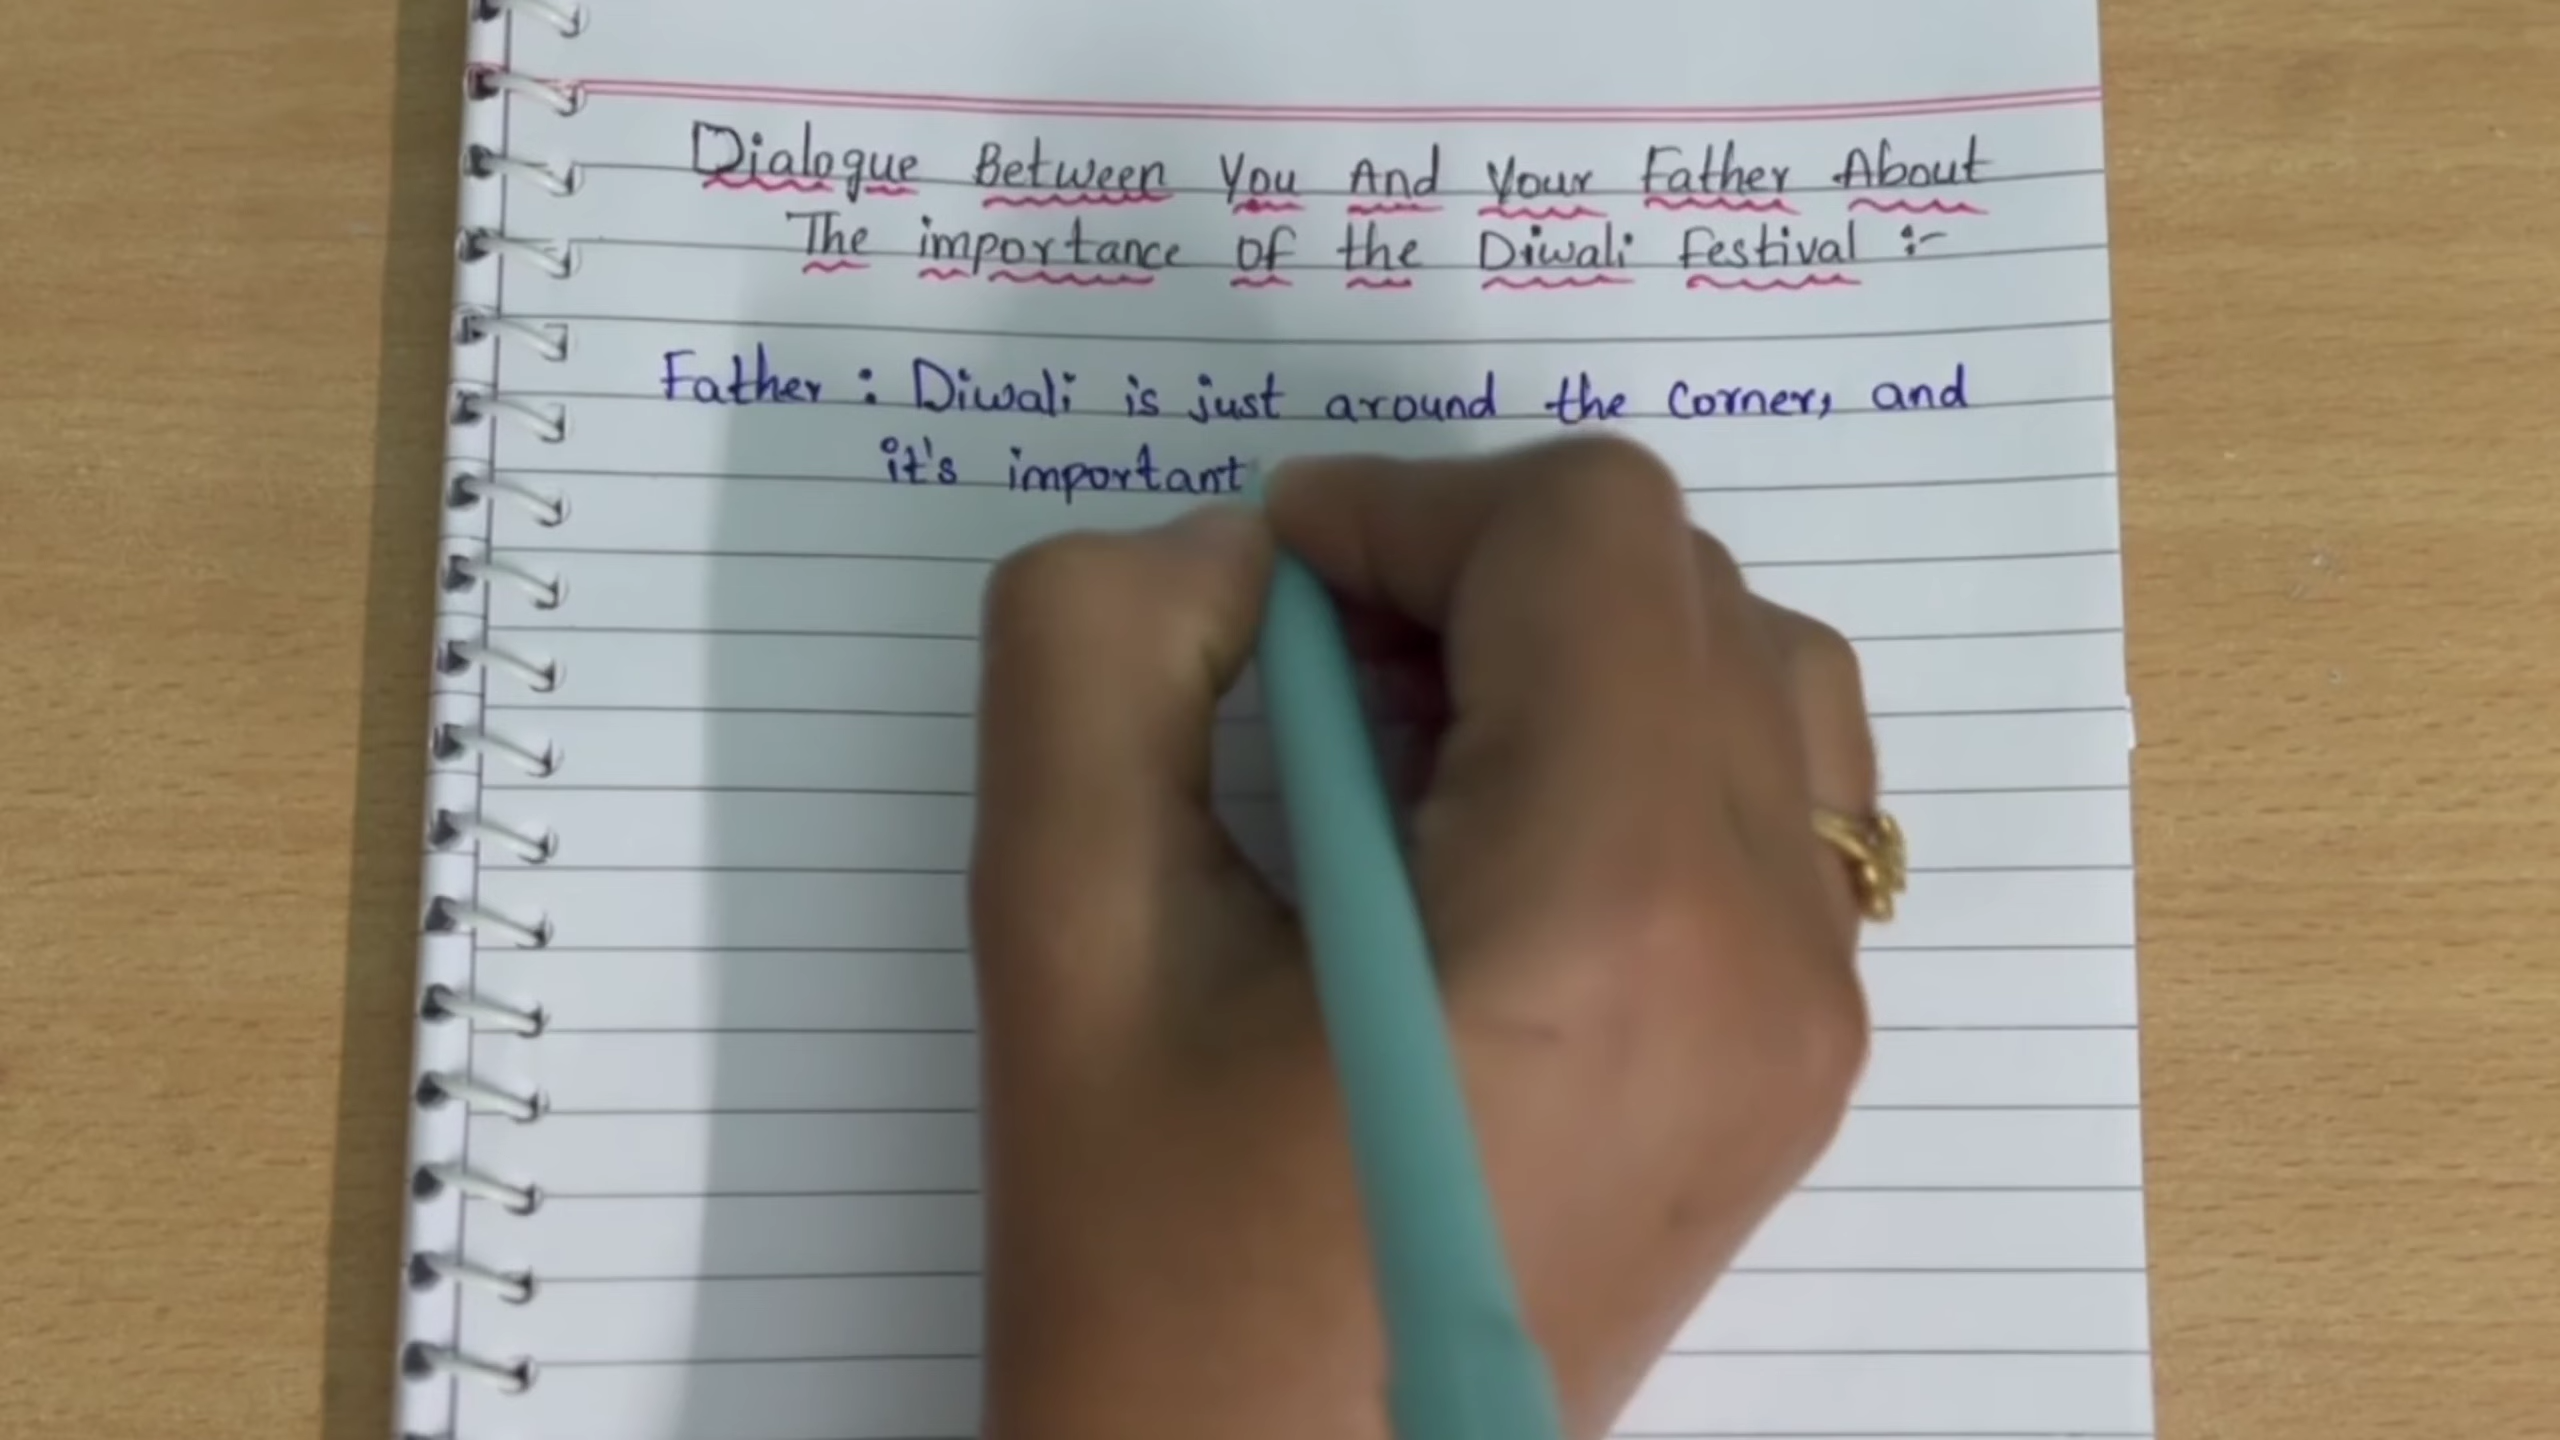 Dialogue Between You And Your Father About
The importance of the Diwali Festival :-
Father : Diwali is just around the corner, and
it's important